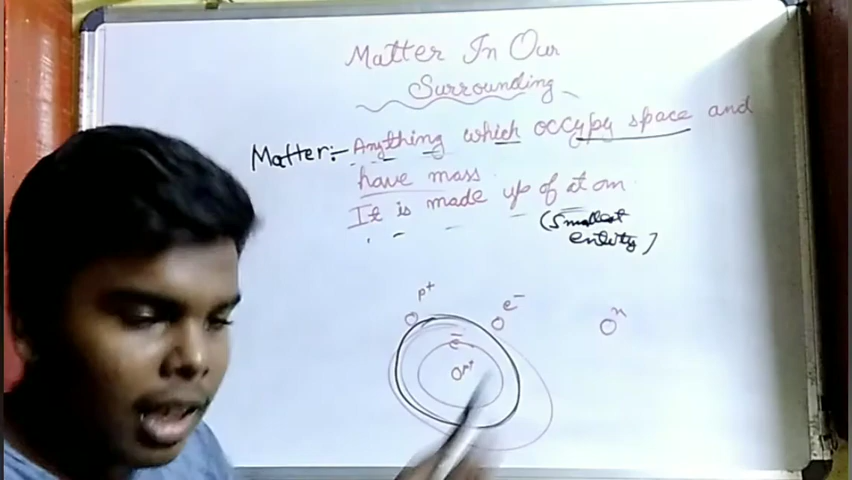 Matter In Our
Surrounding
Matter:- Anything which occupy space and
have mass.
It is made up of atom.
(Smallest
entity)
p+
e-
n
e-